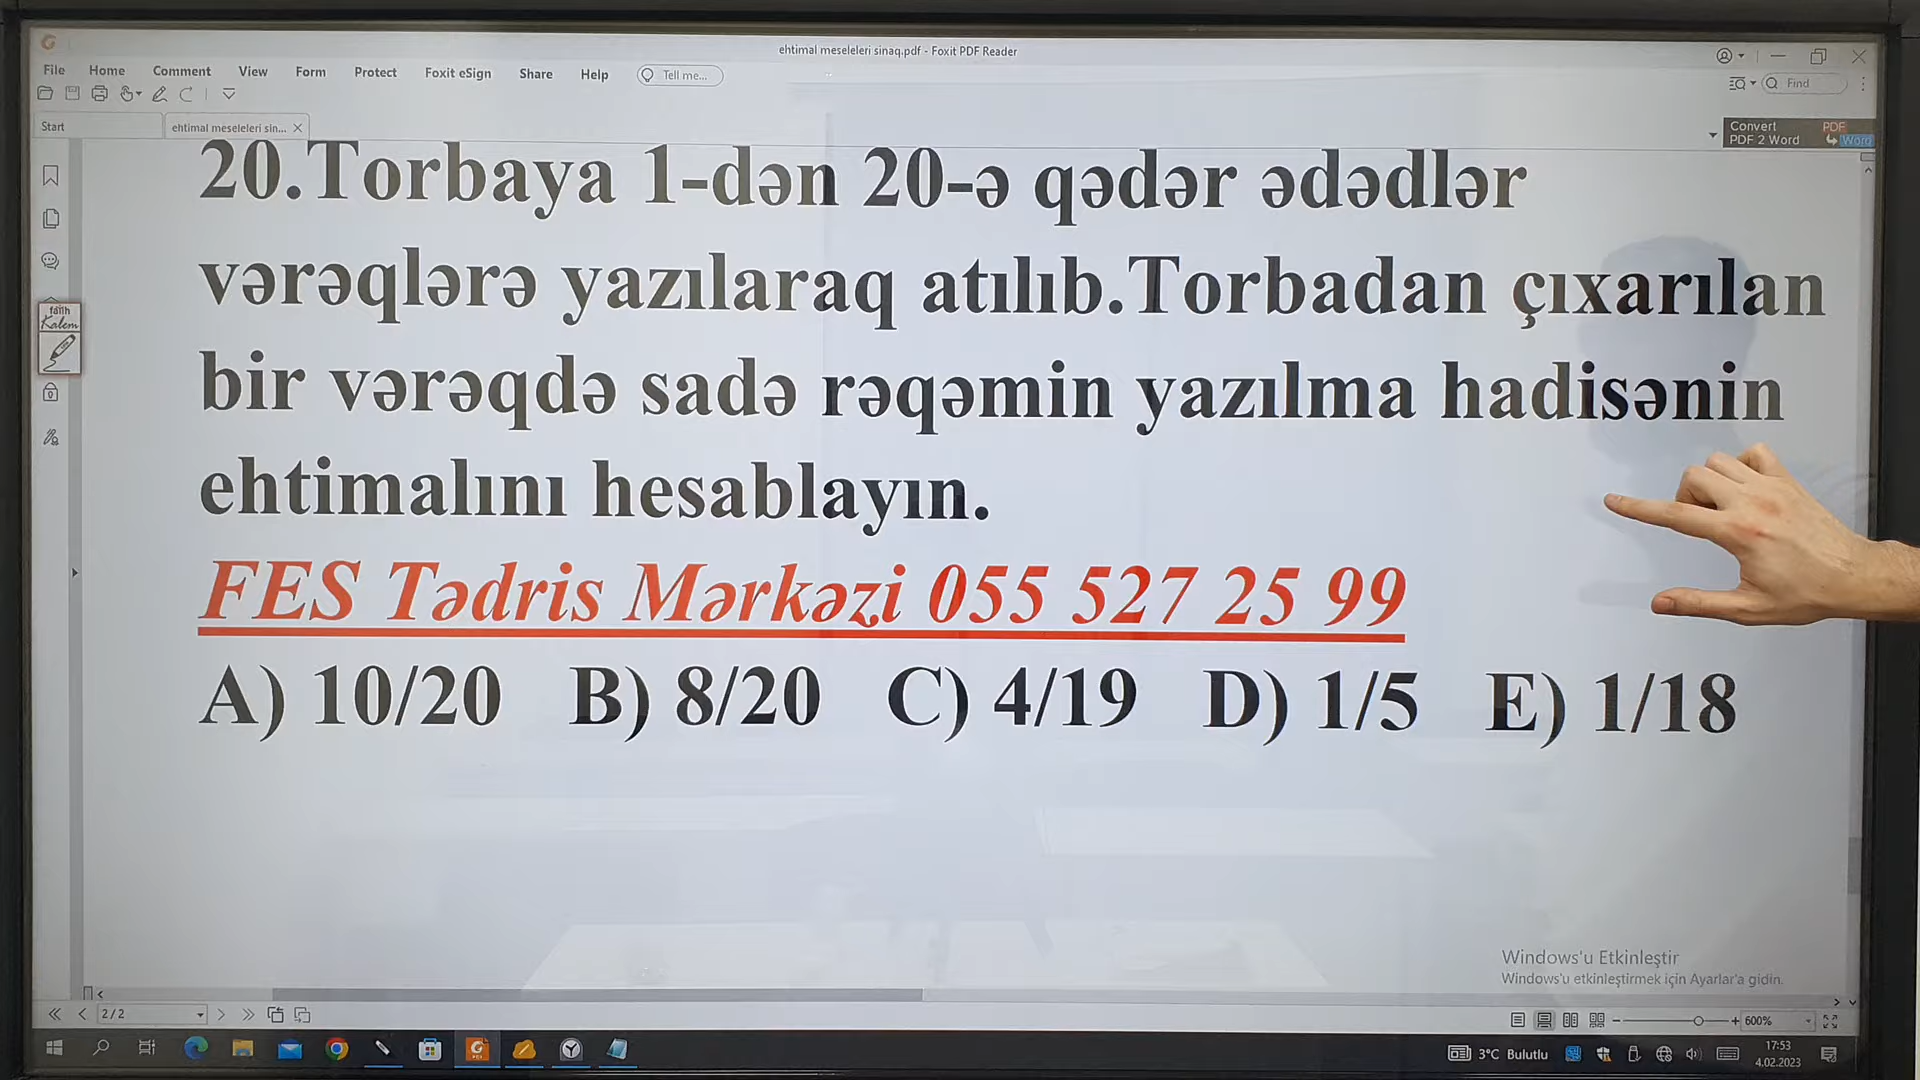 ehtimal meseleleri sinaq.pdf - Foxit PDF Reader
File Home Comment View Form Protect Foxit eSign Share Help Tell me...
Find
Start
ehtimal meseleleri sin...
Convert PDF
PDF 2 Word Word
20.Torbaya 1-dən 20-ə qədər ədədlər
vərəqlərə yazılaraq atılıb.Torbadan çıxarılan
bir vərəqdə sadə rəqəmin yazılma hadisənin
ehtimalını hesablayın.
FES Tədris Mərkəzi 055 527 25 99
A) 10/20 B) 8/20 C) 4/19 D) 1/5 E) 1/18
fatih
Kalem
Windows'u Etkinleştir
Windows'u etkinleştirmek için Ayarlar'a gidin.
2/2
600%
3°C Bulutlu
17:53
4.02.2023